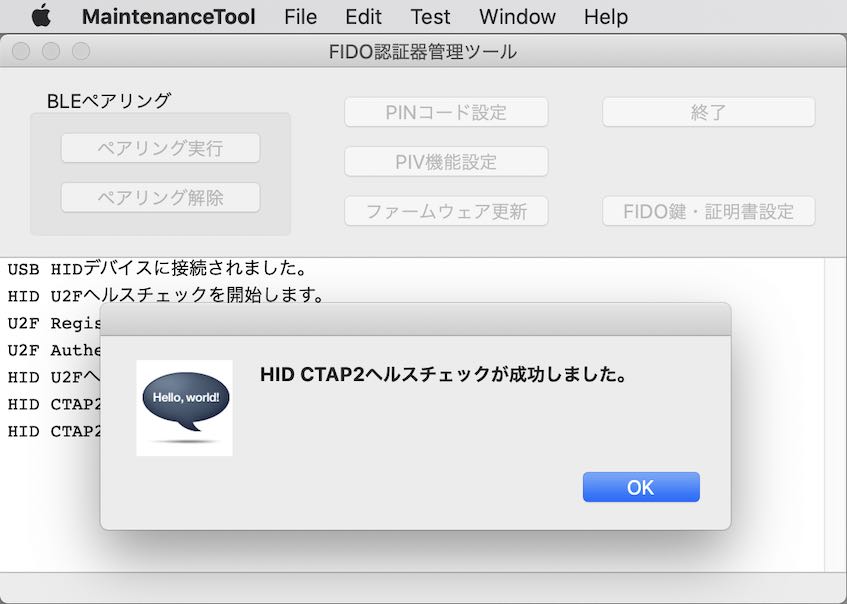 MaintenanceTool File Edit Test Window Help
FIDO認証器管理ツール
BLEペアリング
ペアリング実行
ペアリング解除
PINコード設定
PIV機能設定
ファームウェア更新
終了
FIDO鍵・証明書設定
USB HIDデバイスに接続されました。
HID U2Fヘルスチェックを開始します。
U2F
U2F
HID U2Fヘ
HID CTAP2
HID CTAP2
Hello, world!
HID CTAP2ヘルスチェックが成功しました。
OK